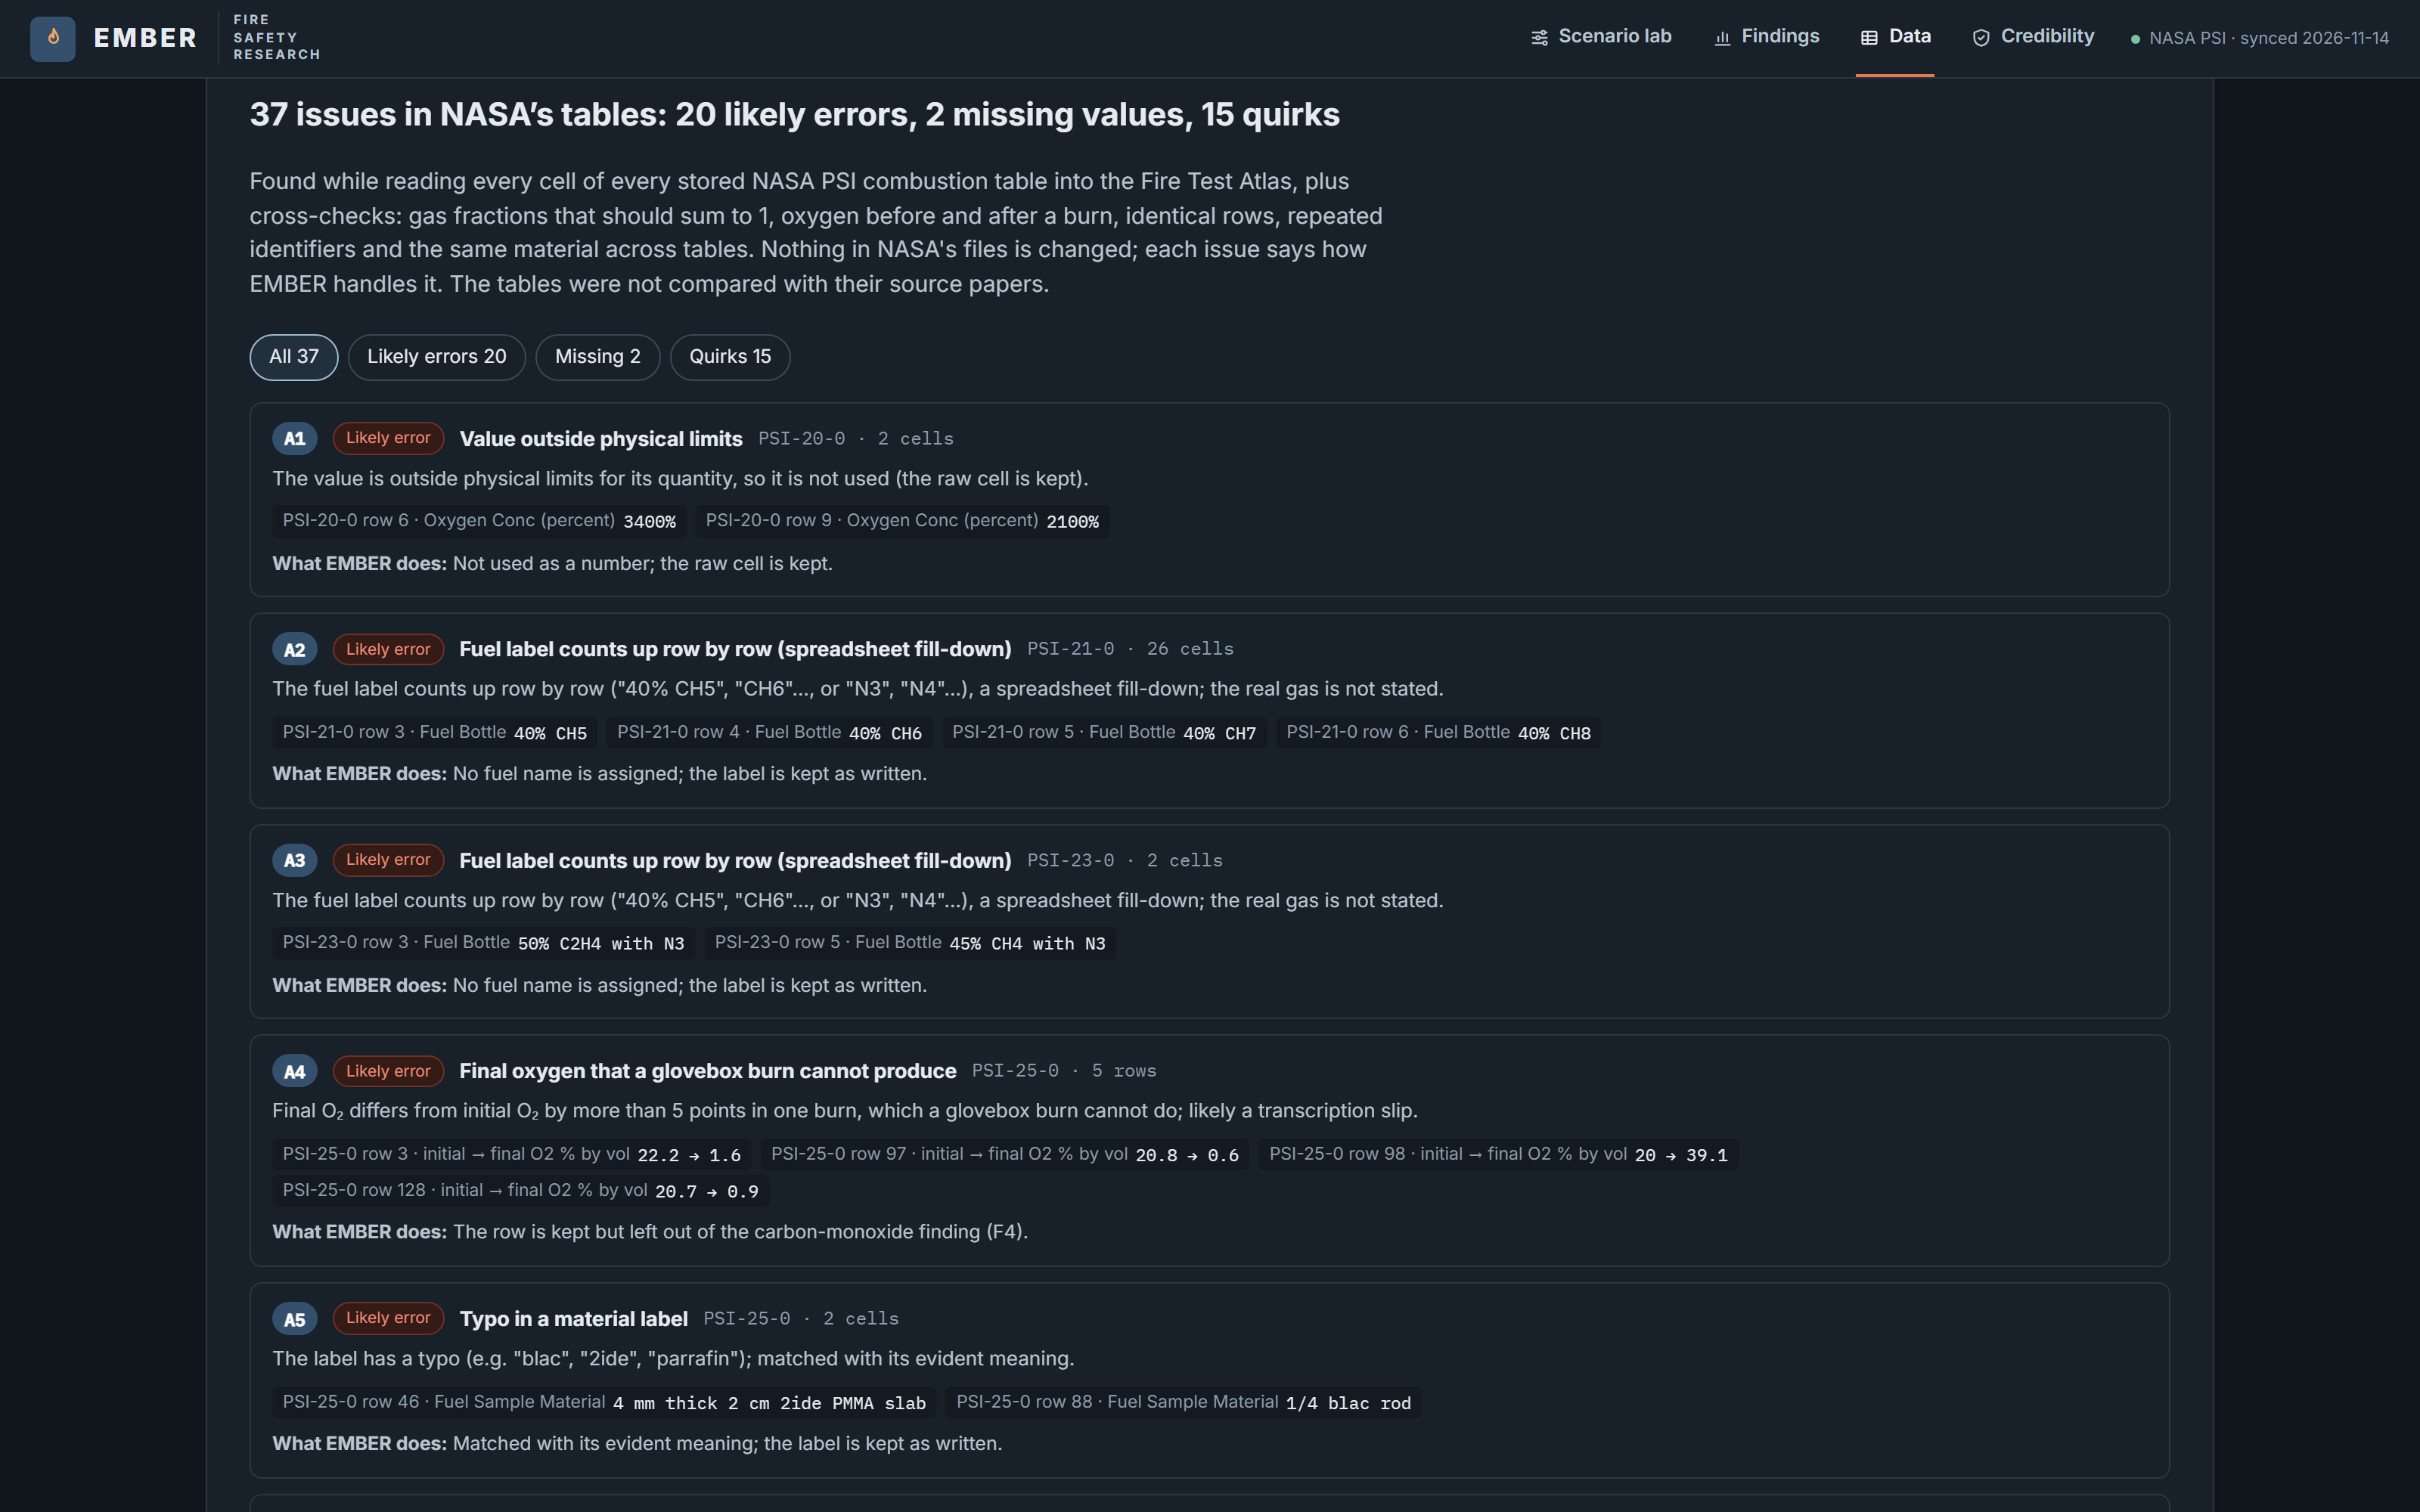 EMBER
FIRE
SAFETY
RESEARCH
Scenario lab
Findings
Data
Credibility
NASA PSI · synced 2026-11-14
37 issues in NASA’s tables: 20 likely errors, 2 missing values, 15 quirks
Found while reading every cell of every stored NASA PSI combustion table into the Fire Test Atlas, plus
cross-checks: gas fractions that should sum to 1, oxygen before and after a burn, identical rows, repeated
identifiers and the same material across tables. Nothing in NASA's files is changed; each issue says how
EMBER handles it. The tables were not compared with their source papers.
All 37
Likely errors 20
Missing 2
Quirks 15
A1 Likely error Value outside physical limits PSI-20-0 · 2 cells
The value is outside physical limits for its quantity, so it is not used (the raw cell is kept).
PSI-20-0 row 6 · Oxygen Conc (percent) 3400% PSI-20-0 row 9 · Oxygen Conc (percent) 2100%
What EMBER does: Not used as a number; the raw cell is kept.
A2 Likely error Fuel label counts up row by row (spreadsheet fill-down) PSI-21-0 · 26 cells
The fuel label counts up row by row ("40% CH5", "CH6"..., or "N3", "N4"...), a spreadsheet fill-down; the real gas is not stated.
PSI-21-0 row 3 · Fuel Bottle 40% CH5 PSI-21-0 row 4 · Fuel Bottle 40% CH6 PSI-21-0 row 5 · Fuel Bottle 40% CH7 PSI-21-0 row 6 · Fuel Bottle 40% CH8
What EMBER does: No fuel name is assigned; the label is kept as written.
A3 Likely error Fuel label counts up row by row (spreadsheet fill-down) PSI-23-0 · 2 cells
The fuel label counts up row by row ("40% CH5", "CH6"..., or "N3", "N4"...), a spreadsheet fill-down; the real gas is not stated.
PSI-23-0 row 3 · Fuel Bottle 50% C2H4 with N3 PSI-23-0 row 5 · Fuel Bottle 45% CH4 with N3
What EMBER does: No fuel name is assigned; the label is kept as written.
A4 Likely error Final oxygen that a glovebox burn cannot produce PSI-25-0 · 5 rows
Final O₂ differs from initial O₂ by more than 5 points in one burn, which a glovebox burn cannot do; likely a transcription slip.
PSI-25-0 row 3 · initial → final O2 % by vol 22.2 → 1.6 PSI-25-0 row 97 · initial → final O2 % by vol 20.8 → 0.6 PSI-25-0 row 98 · initial → final O2 % by vol 20 → 39.1
PSI-25-0 row 128 · initial → final O2 % by vol 20.7 → 0.9
What EMBER does: The row is kept but left out of the carbon-monoxide finding (F4).
A5 Likely error Typo in a material label PSI-25-0 · 2 cells
The label has a typo (e.g. "blac", "2ide", "parrafin"); matched with its evident meaning.
PSI-25-0 row 46 · Fuel Sample Material 4 mm thick 2 cm 2ide PMMA slab PSI-25-0 row 88 · Fuel Sample Material 1/4 blac rod
What EMBER does: Matched with its evident meaning; the label is kept as written.